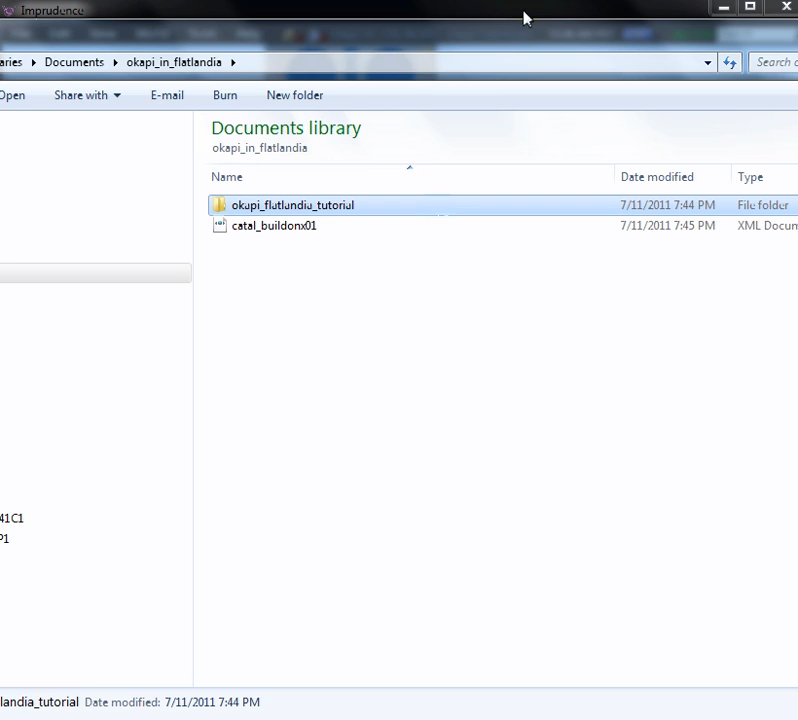 Imprudence
aries Documents okapi_in_flatlandia Search
Open Share with E-mail Burn New folder
Documents library
okapi_in_flatlandia
Name Date modified Type
okapi_flatlandia_tutorial 7/11/2011 7:44 PM File folder
catal_buildonx01 7/11/2011 7:45 PM XML Docum
41C1
P1
landia_tutorial Date modified: 7/11/2011 7:44 PM